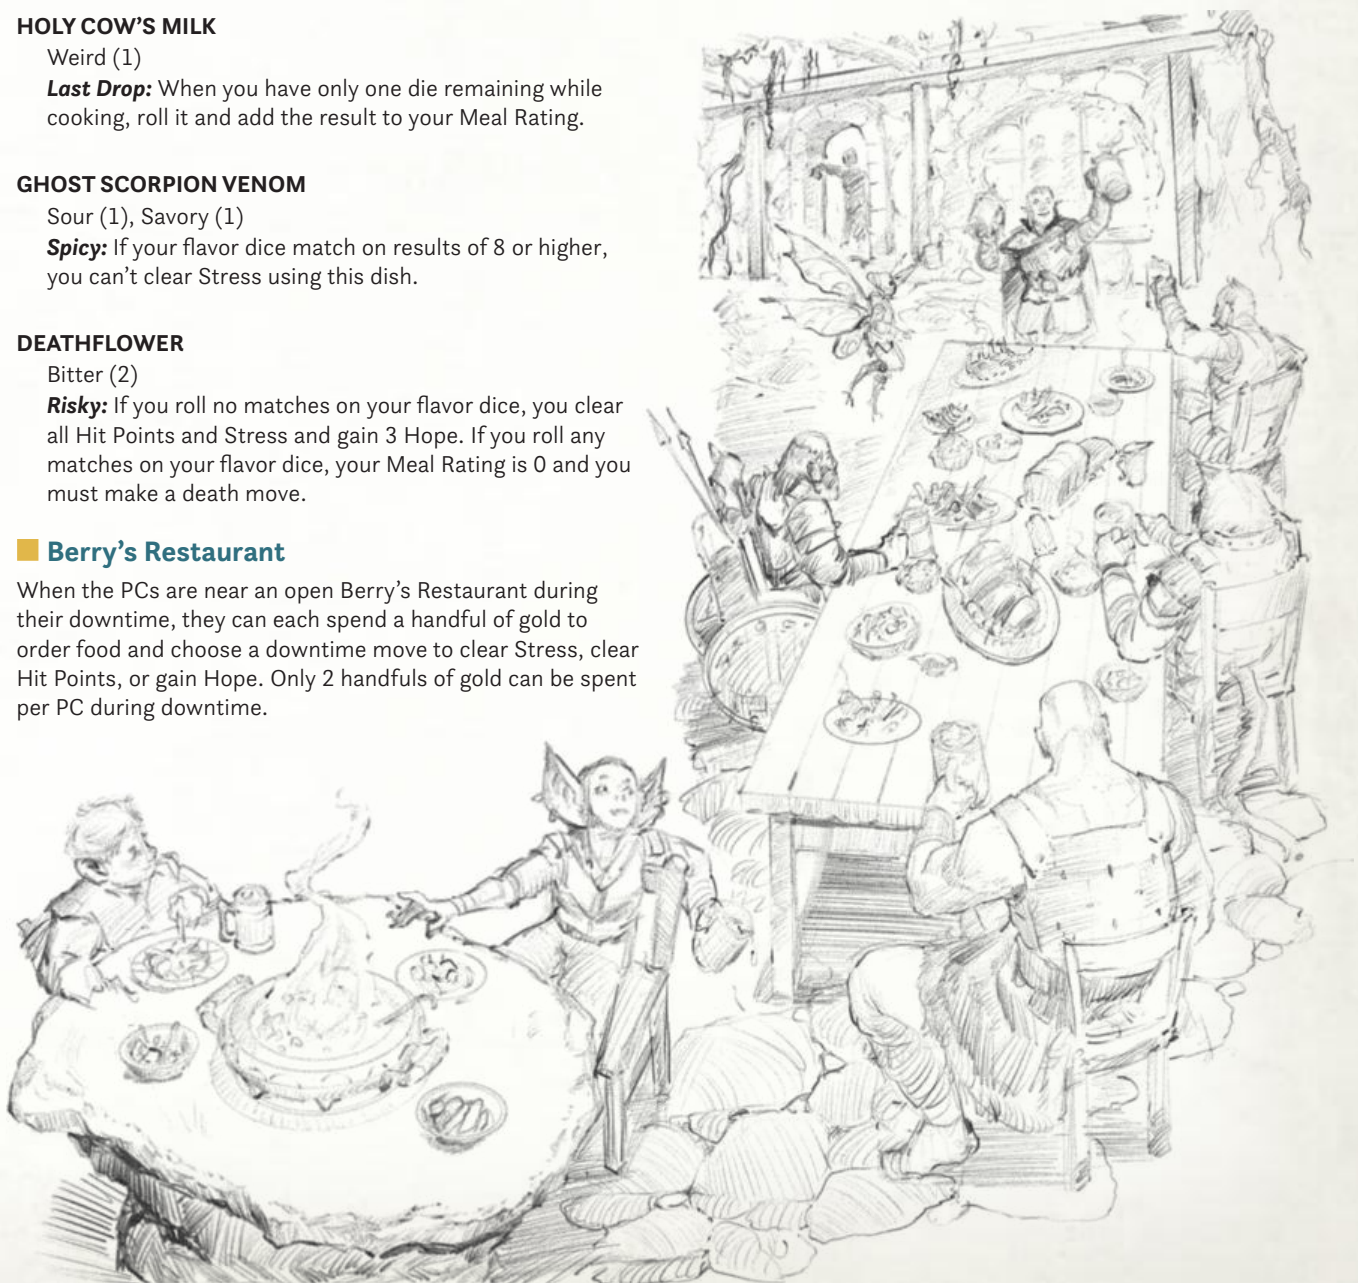 HOLY COW’S MILK
Weird (1)
Last Drop: When you have only one die remaining while
cooking, roll it and add the result to your Meal Rating.
GHOST SCORPION VENOM
Sour (1), Savory (1)
Spicy: If your flavor dice match on results of 8 or higher,
you can’t clear Stress using this dish.
DEATHFLOWER
Bitter (2)
Risky: If you roll no matches on your flavor dice, you clear
all Hit Points and Stress and gain 3 Hope. If you roll any
matches on your flavor dice, your Meal Rating is 0 and you
must make a death move.
Berry’s Restaurant
When the PCs are near an open Berry’s Restaurant during
their downtime, they can each spend a handful of gold to
order food and choose a downtime move to clear Stress, clear
Hit Points, or gain Hope. Only 2 handfuls of gold can be spent
per PC during downtime.